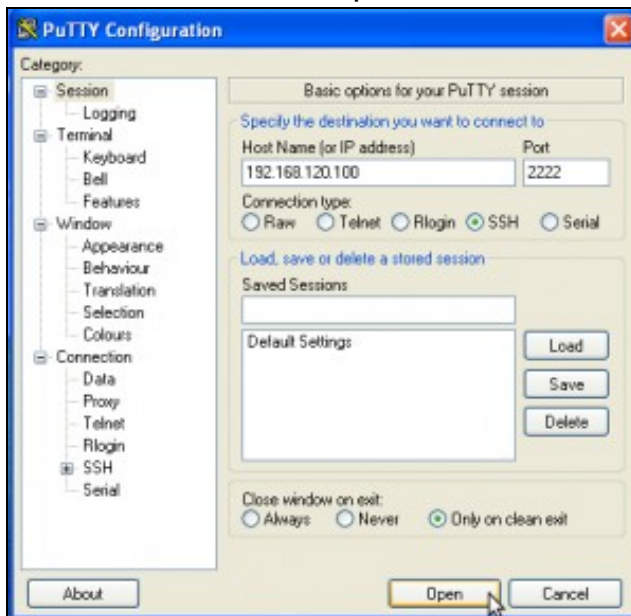 PuTTY Configuration
Category:
Session
Logging
Terminal
Keyboard
Bell
Features
Window
Appearance
Behaviour
Translation
Selection
Colours
Connection
Data
Proxy
Telnet
Rlogin
SSH
Serial
Basic options for your PuTTY session
Specify the destination you want to connect to
Host Name (or IP address) Port
192.168.120.100 2222
Connection type:
Raw Telnet Rlogin SSH Serial
Load, save or delete a stored session
Saved Sessions
Default Settings
Load
Save
Delete
Close window on exit:
Always Never Only on clean exit
About Open Cancel